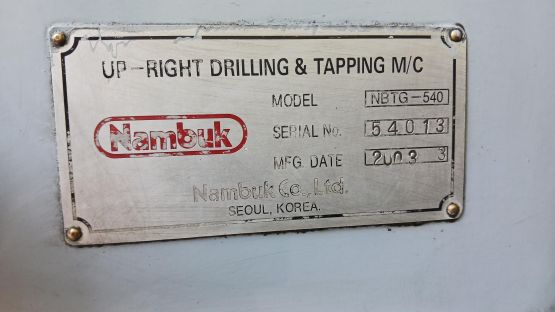 UP-RIGHT DRILLING & TAPPING M/C
MODEL NBTG-540
Nambuk
SERIAL No. 54013
MFG. DATE 2003 3
Nambuk Co., Ltd.
SEOUL, KOREA.